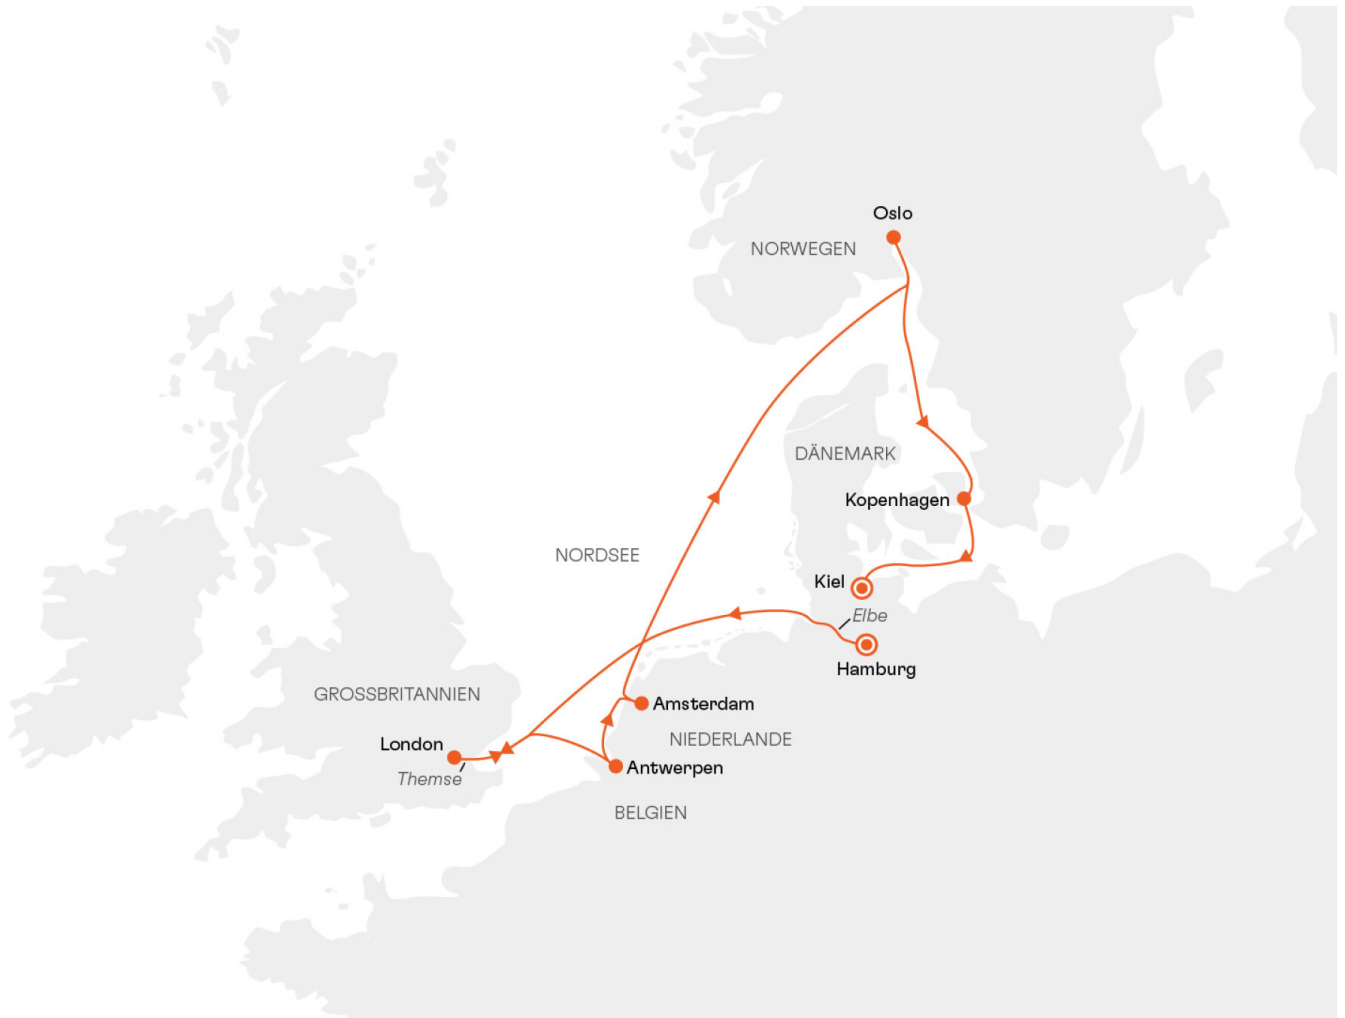 Oslo
NORWEGEN
DÄNEMARK
Kopenhagen
NORDSEE
Kiel
Elbe
Hamburg
GROSSBRITANNIEN
Amsterdam
NIEDERLANDE
London
Antwerpen
Themse
BELGIEN